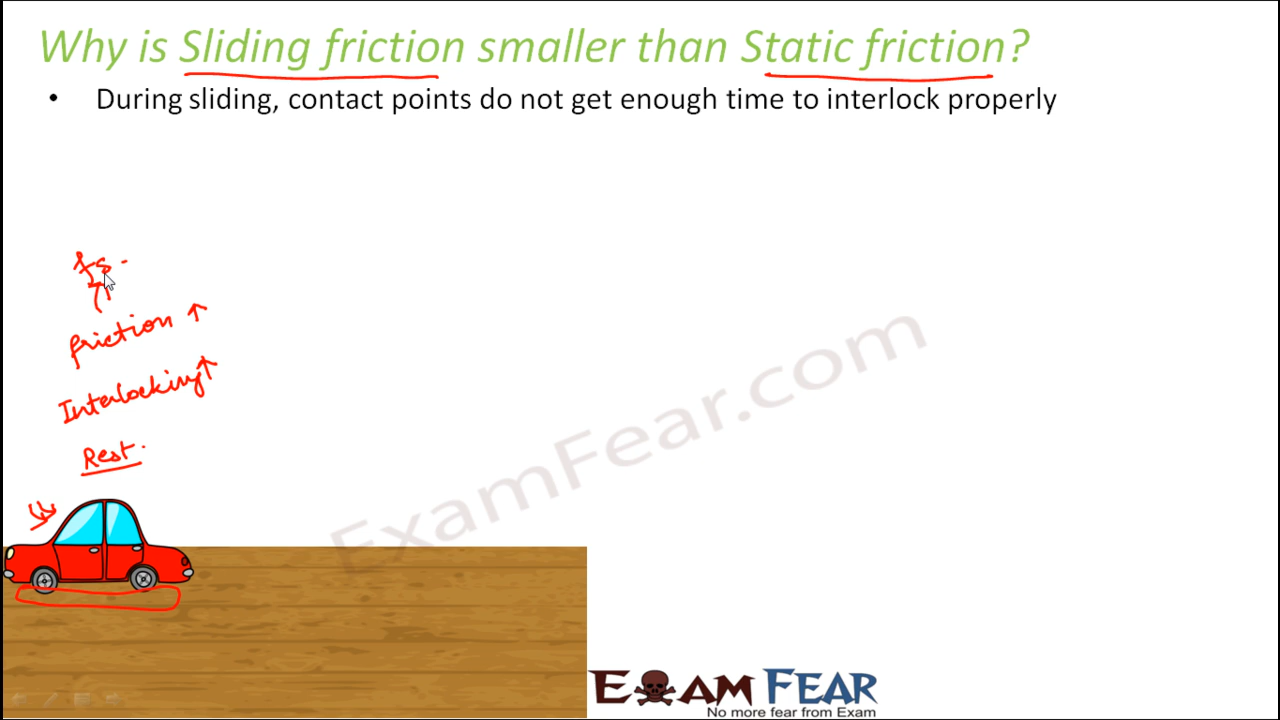 Why is Sliding friction smaller than Static friction?
• During sliding, contact points do not get enough time to interlock properly
fs
friction ↑
Interlocking ↑
Rest.
ExamFear.com
EXAM FEAR
No more fear from Exam